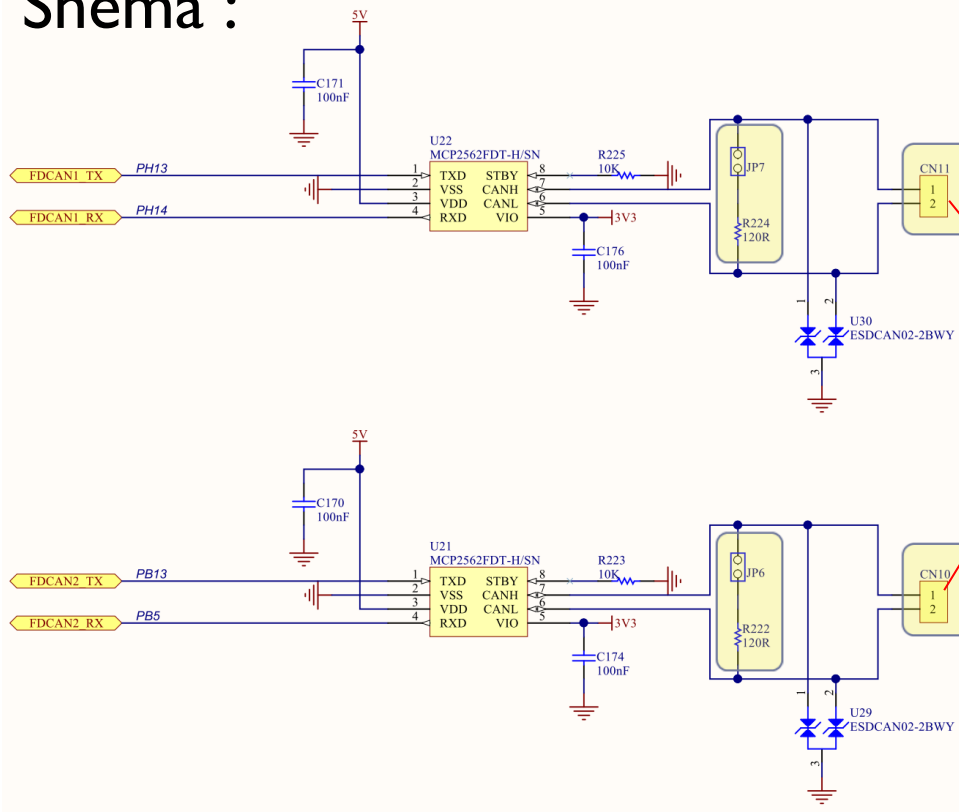 Shema :
5V
C171
100nF
U22
MCP2562FDT-H/SN
FDCAN1_TX
PH13
1
TXD
STBY
8
R225
10K
2
VSS
CANH
7
3
VDD
CANL
6
FDCAN1_RX
PH14
4
RXD
VIO
5
3V3
C176
100nF
JP7
R224
120R
CN11
1
2
1
2
U30
ESDCAN02-2BWY
3
5V
C170
100nF
U21
MCP2562FDT-H/SN
FDCAN2_TX
PB13
1
TXD
STBY
8
R223
10K
2
VSS
CANH
7
3
VDD
CANL
6
FDCAN2_RX
PB5
4
RXD
VIO
5
3V3
C174
100nF
JP6
R222
120R
CN10
1
2
1
2
U29
ESDCAN02-2BWY
3